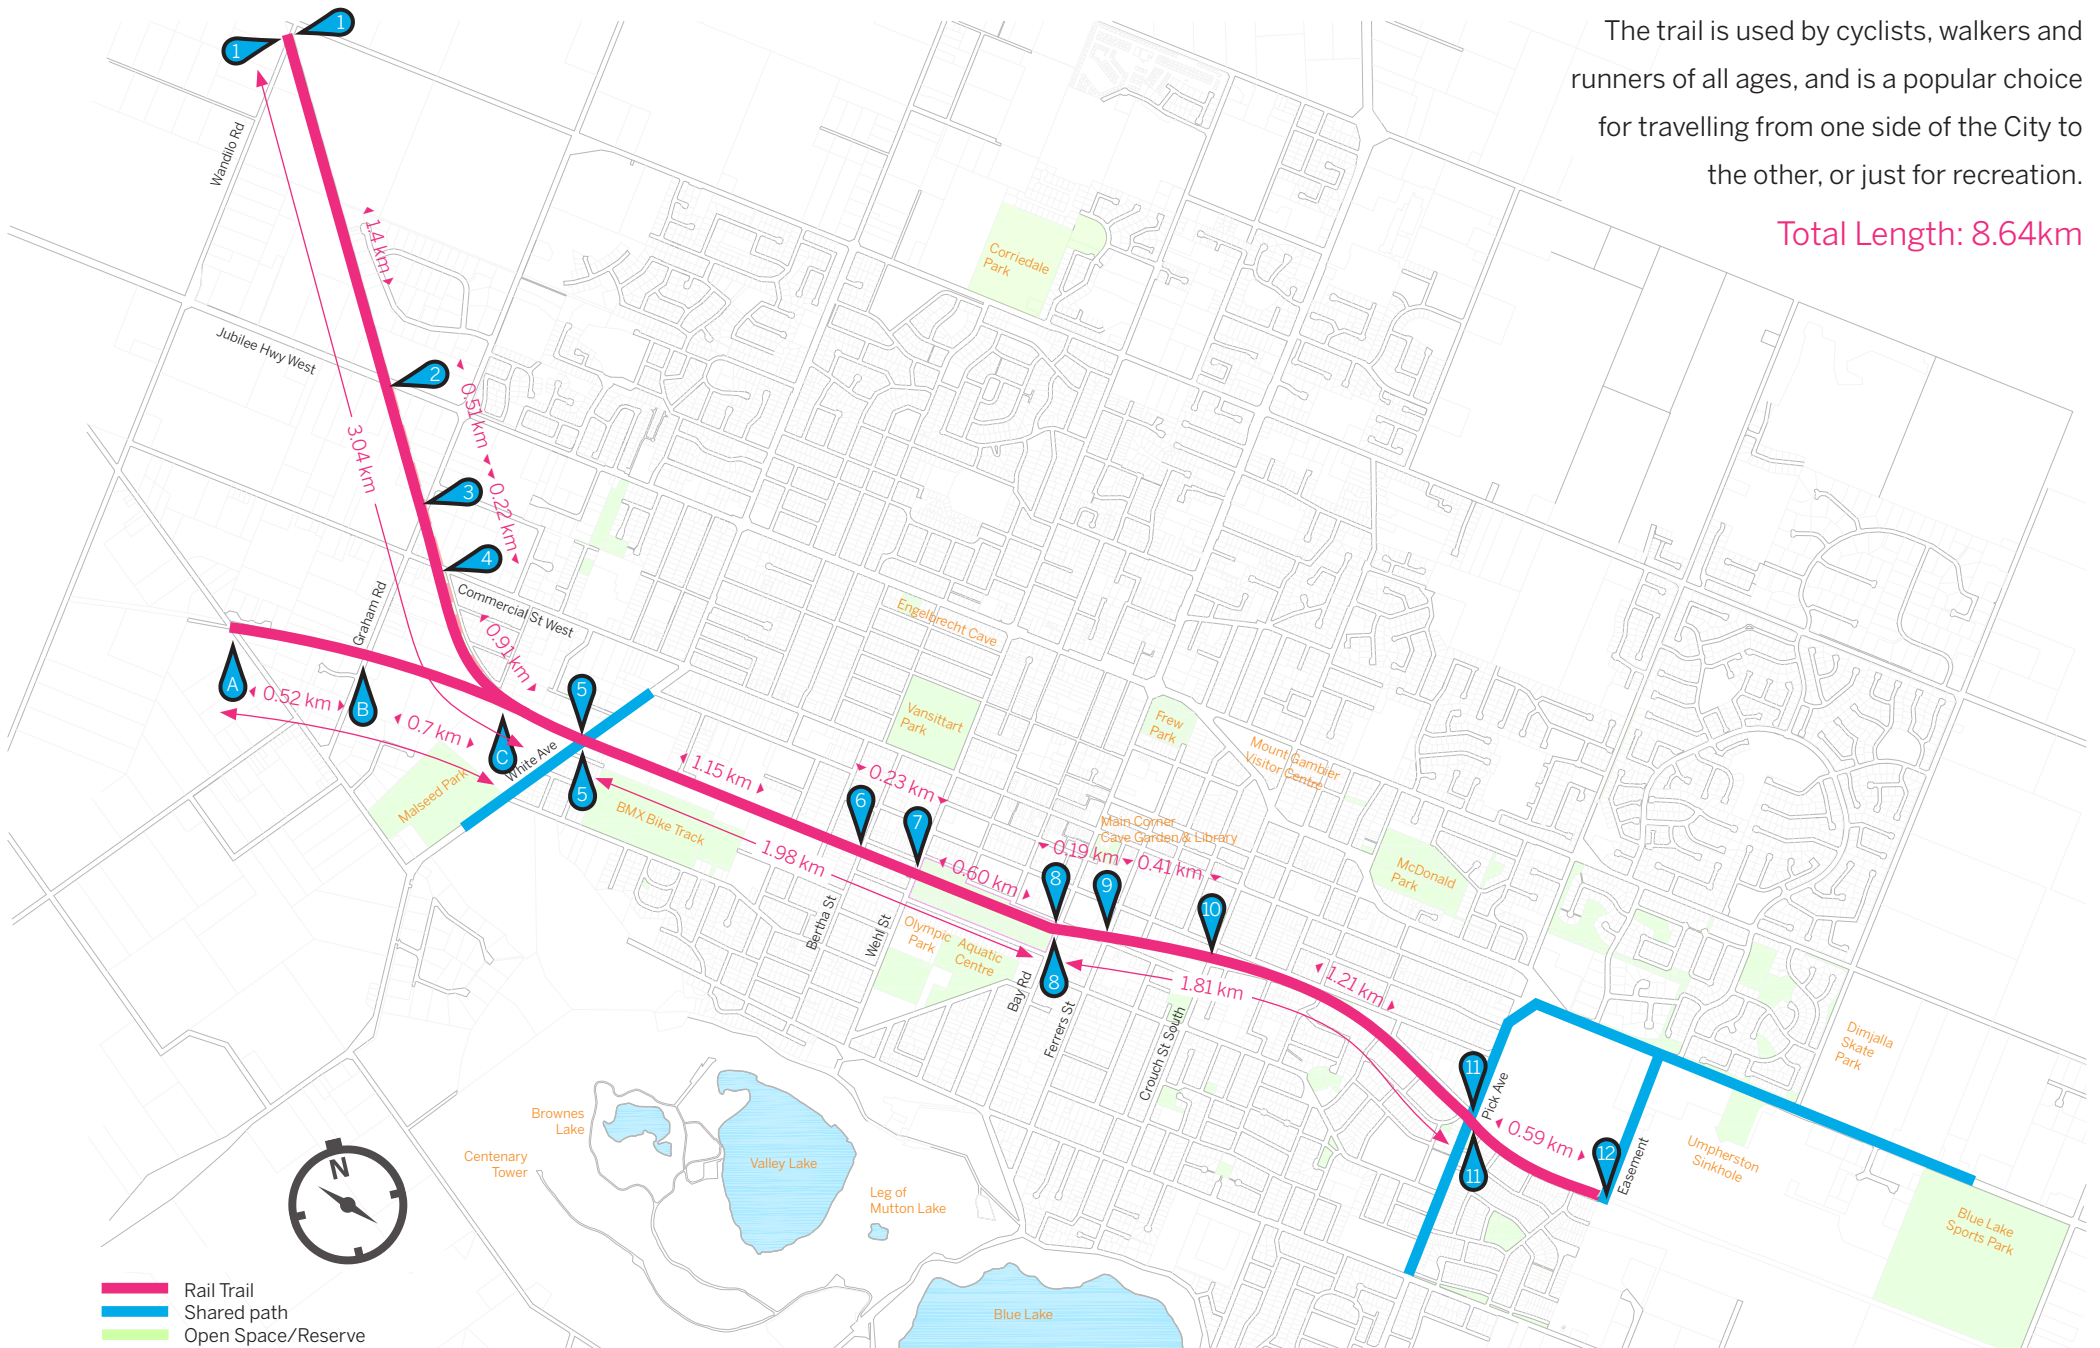 The trail is used by cyclists, walkers and
runners of all ages, and is a popular choice
for travelling from one side of the City to
the other, or just for recreation.
Total Length: 8.64km
1
1
Wandilo Rd
1.4 km
Corriedale
Park
Jubilee Hwy West
2
0.51 km
3.04 km
3
0.22 km
4
Commercial St West
Graham Rd
0.91 km
Engelbrecht Cave
A
0.52 km
B
0.7 km
C
White Ave
5
5
Malseed Park
BMX Bike Track
1.15 km
Vansittart
Park
Frew
Park
Mount Gambier
Visitor Centre
0.23 km
6
7
1.98 km
Main Corner
Cave Garden & Library
0.19 km
0.41 km
0.60 km
8
9
10
McDonald
Park
Bertha St
Wehl St
Olympic
Park
Aquatic
Centre
8
Bay Rd
Ferrers St
1.81 km
1.21 km
Crouch St South
11
Pick Ave
11
0.59 km
12
Easement
Dimjalla
Skate
Park
Umpherston
Sinkhole
Blue Lake
Sports Park
Brownes
Lake
Centenary
Tower
Valley Lake
Leg of
Mutton Lake
Blue Lake
N
Rail Trail
Shared path
Open Space/Reserve